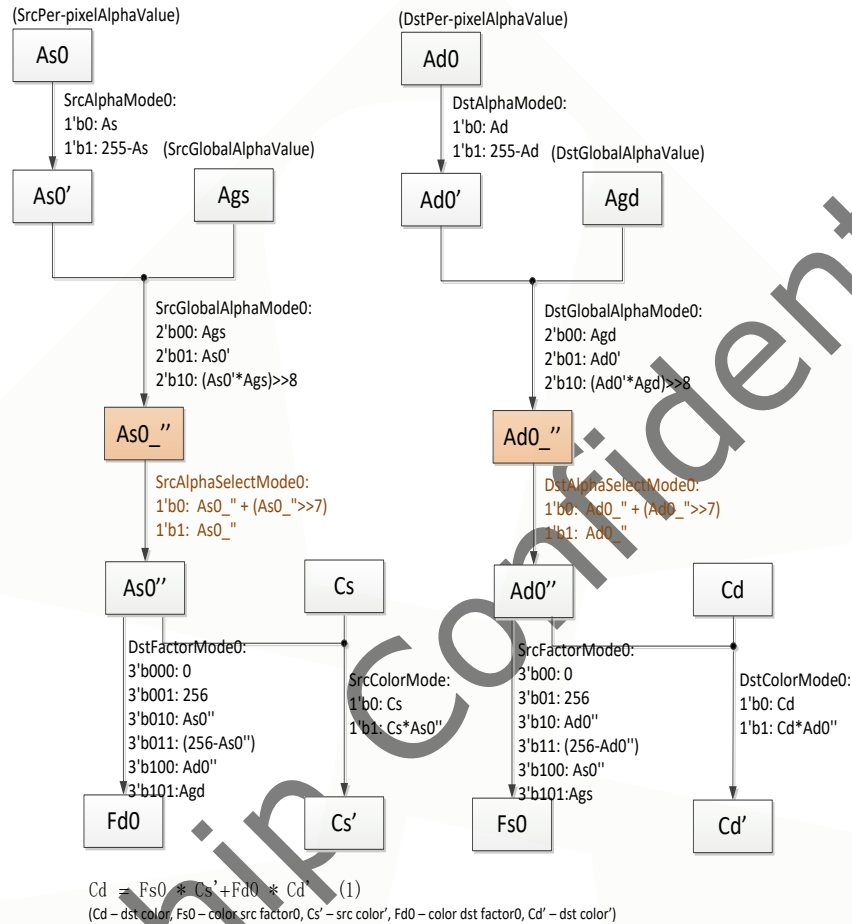 (SrcPer-pixelAlphaValue)
As0
SrcAlphaMode0:
1'b0: As
1'b1: 255-As
(SrcGlobalAlphaValue)
As0'
Ags
SrcGlobalAlphaMode0:
2'b00: Ags
2'b01: As0'
2'b10: (As0'*Ags)>>8
As0_''
SrcAlphaSelectMode0:
1'b0: As0_" + (As0_">>7)
1'b1: As0_"
As0''
Cs
DstFactorMode0:
3'b000: 0
3'b001: 256
3'b010: As0''
3'b011: (256-As0'')
3'b100: Ad0''
3'b101:Agd
SrcColorMode:
1'b0: Cs
1'b1: Cs*As0''
Fd0
Cs'
(DstPer-pixelAlphaValue)
Ad0
DstAlphaMode0:
1'b0: Ad
1'b1: 255-Ad
(DstGlobalAlphaValue)
Ad0'
Agd
DstGlobalAlphaMode0:
2'b00: Agd
2'b01: Ad0'
2'b10: (Ad0'*Agd)>>8
Ad0_''
DstAlphaSelectMode0:
1'b0: Ad0_" + (Ad0_">>7)
1'b1: Ad0_"
Ad0''
Cd
SrcFactorMode0:
3'b00: 0
3'b01: 256
3'b10: Ad0''
3'b11: (256-Ad0'')
3'b100: As0''
3'b101:Ags
DstColorMode0:
1'b0: Cd
1'b1: Cd*Ad0''
Fs0
Cd'
Cd = Fs0 * Cs'+Fd0 * Cd' (1)
(Cd – dst color, Fs0 – color src factor0, Cs' – src color', Fd0 – color dst factor0, Cd' – dst color')
hip Confident